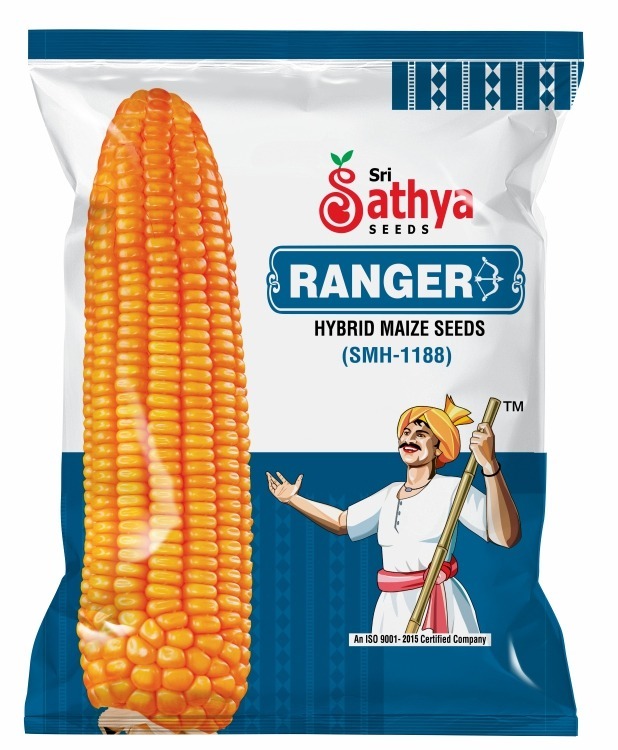 Sri
Sathya
SEEDS
RANGER
HYBRID MAIZE SEEDS
(SMH-1188)
TM
An ISO 9001- 2015 Certified Company